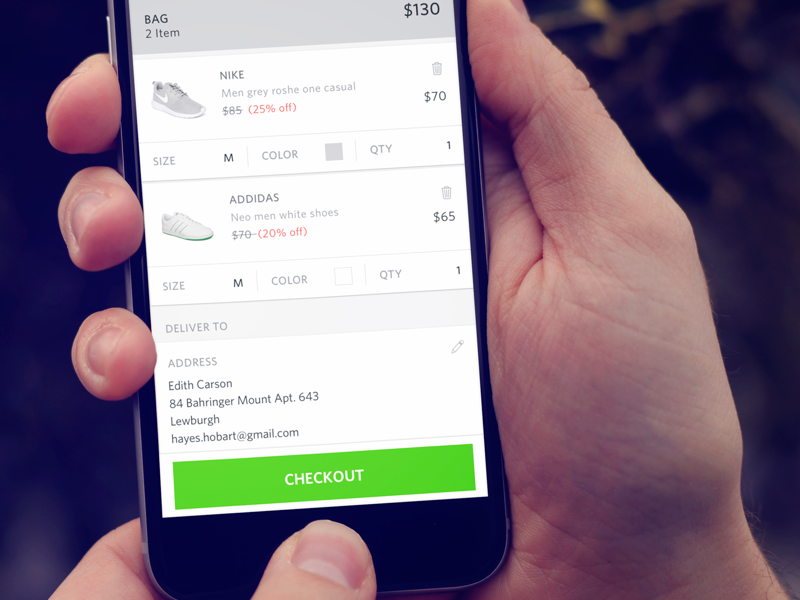 BAG
$130
2 Item
NIKE
Men grey roshe one casual
$85 (25% off)
$70
SIZE M COLOR QTY 1
ADDIDAS
Neo men white shoes
$70 (20% off)
$65
SIZE M COLOR QTY 1
DELIVER TO
ADDRESS
Edith Carson
84 Bahringer Mount Apt. 643
Lewburgh
hayes.hobart@gmail.com
CHECKOUT